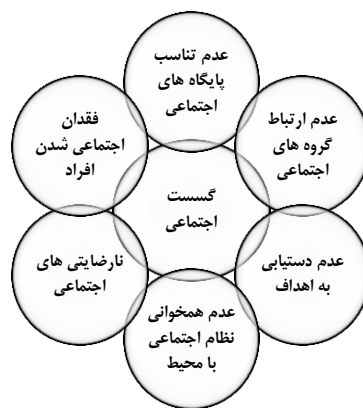 عدم تناسب
پایگاه های
اجتماعی
عدم ارتباط
گروه های
اجتماعی
فقدان
اجتماعی شدن
افراد
گسست
اجتماعی
عدم دستیابی
به اهداف
نارضایتی های
اجتماعی
عدم همخوانی
نظام اجتماعی
با محیط